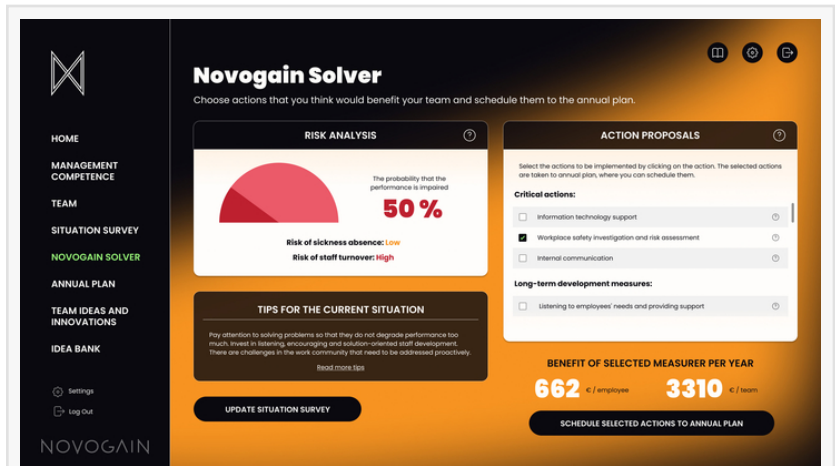 HOME
MANAGEMENT
COMPETENCE
TEAM
SITUATION SURVEY
NOVOGAIN SOLVER
ANNUAL PLAN
TEAM IDEAS AND
INNOVATIONS
IDEA BANK
Settings
Log Out
NOVOGAIN
Novogain Solver
Choose actions that you think would benefit your team and schedule them to the annual plan.
RISK ANALYSIS
The probability that the
performance is impaired
50 %
Risk of sickness absence: Low
Risk of staff turnover: High
TIPS FOR THE CURRENT SITUATION
Pay attention to solving problems so that they do not degrade performance too
much. Invest in listening, encouraging and solution-oriented staff development.
There are challenges in the work community that need to be addressed proactively.
Read more tips
UPDATE SITUATION SURVEY
ACTION PROPOSALS
Select the actions to be implemented by clicking on the action. The selected actions
are taken to annual plan, where you can schedule them.
Critical actions:
Information technology support
Workplace safety investigation and risk assessment
Internal communication
Long-term development measures:
Listening to employees' needs and providing support
BENEFIT OF SELECTED MEASURER PER YEAR
662 € / employee 3310 € / team
SCHEDULE SELECTED ACTIONS TO ANNUAL PLAN